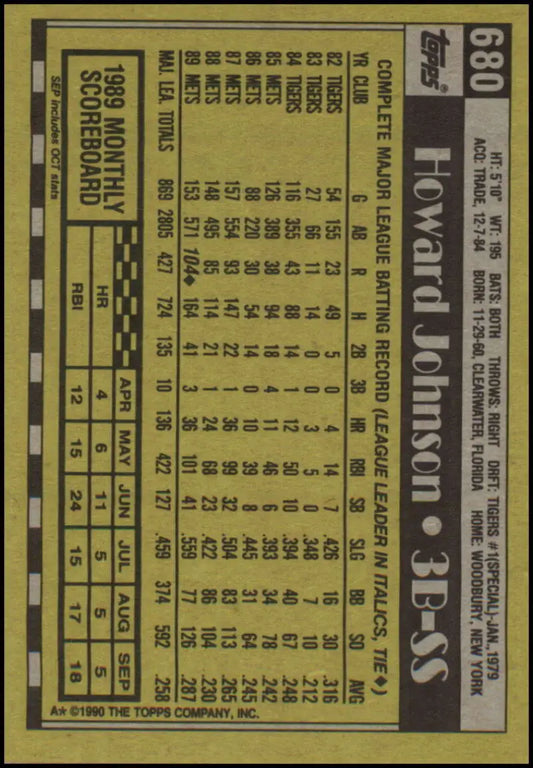 680
HT: 5'10" WT: 195 BATS: BOTH THROWS: RIGHT DRFT: TIGERS #1(SPECIAL)-JAN., 1979
ACQ: TRADE, 12-7-84 BORN: 11-29-60, CLEARWATER, FLORIDA HOME: WOODBURY, NEW YORK
topps®
Howard Johnson • 3B-SS
COMPLETE MAJOR LEAGUE BATTING RECORD (LEAGUE LEADER IN ITALICS, TIE◆)
YR CLUB G AB R H 2B 3B HR RBI SB SLG BB SO AVG
82 TIGERS 54 155 23 49 5 0 4 14 7 .426 16 30 .316
83 TIGERS 27 66 11 14 0 0 3 5 0 .348 7 10 .212
84 TIGERS 116 355 43 88 14 1 12 50 10 .394 40 67 .248
85 METS 126 389 38 94 18 4 11 46 6 .393 34 78 .242
86 METS 88 220 30 54 14 0 10 39 8 .445 31 64 .245
87 METS 157 554 93 147 22 1 36 99 32 .504 83 113 .265
88 METS 148 495 85 114 21 1 24 68 23 .422 86 104 .230
89 METS 153 571 104◆ 164 41 3 36 101 41 .559 77 126 .287
MAJ. LEA. TOTALS 869 2805 427 724 135 10 136 422 127 .459 374 592 .258
1989 MONTHLY
SCOREBOARD
APR MAY JUN JUL AUG SEP
HR 4 6 11 5 5 5
RBI 12 15 24 15 17 18
SEP includes OCT stats
A* ©1990 THE TOPPS COMPANY, INC.